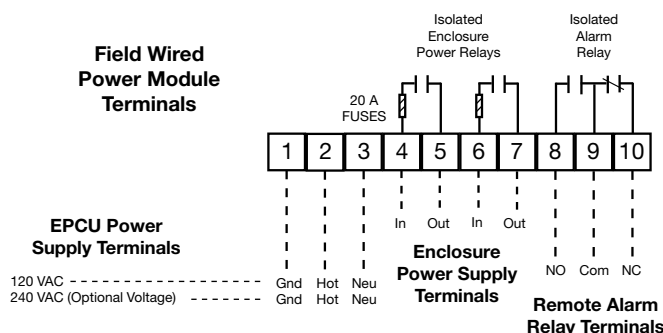 Field Wired
Power Module
Terminals
Isolated
Enclosure
Power Relays
Isolated
Alarm
Relay
20 A
FUSES
1 2 3 4 5 6 7 8 9 10
In Out In Out
EPCU Power
Supply Terminals
Enclosure
Power Supply
Terminals
NO Com NC
120 VAC Gnd Hot Neu
240 VAC (Optional Voltage) Gnd Hot Neu
Remote Alarm
Relay Terminals